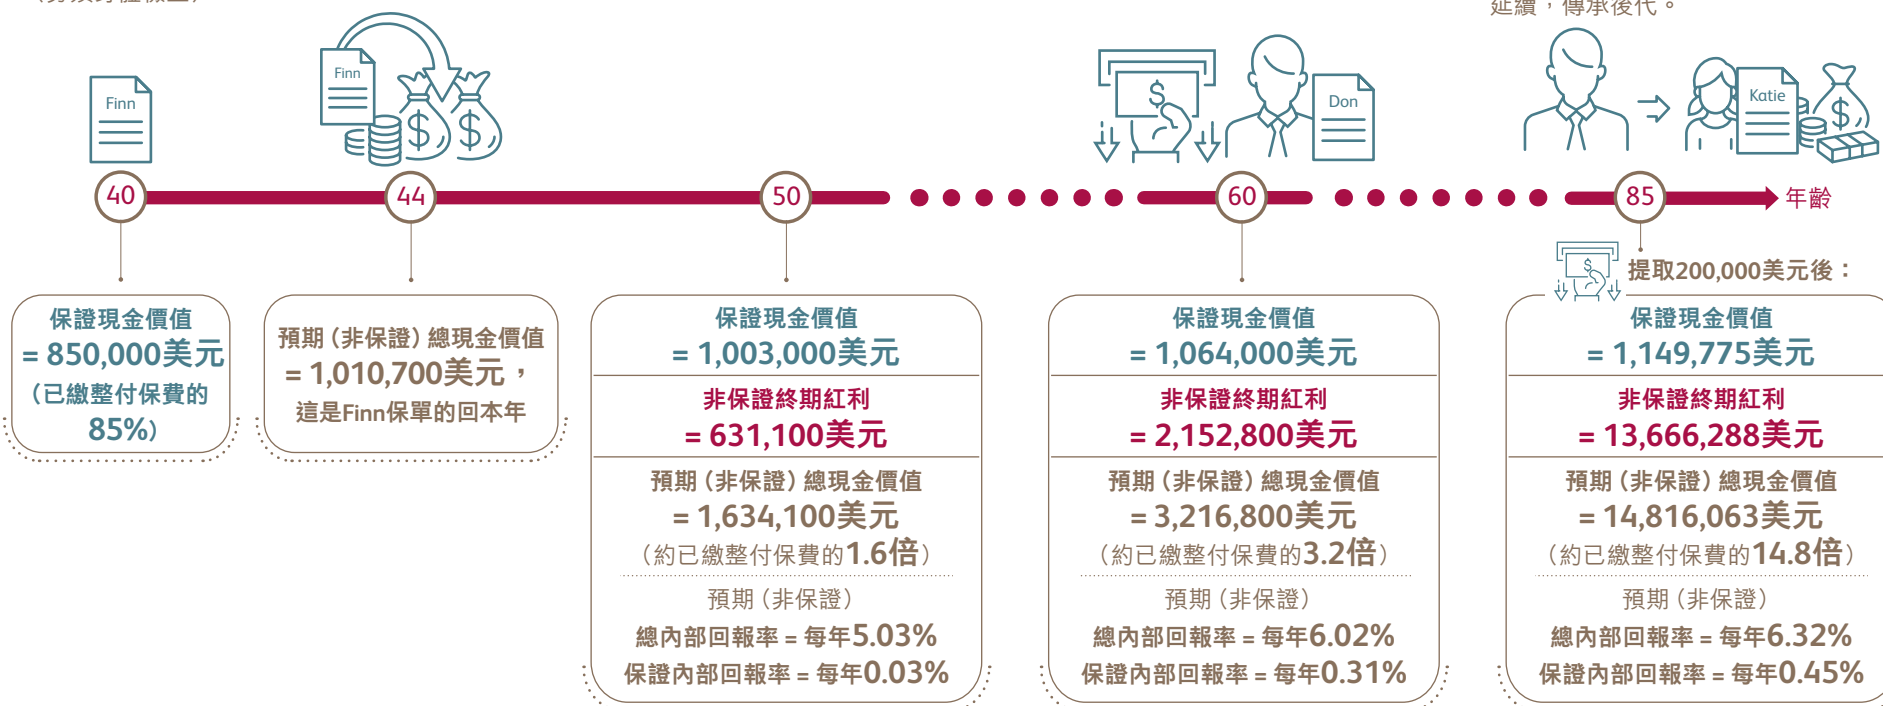 延續，傳承後代。
Finn
Finn
Don
Katie
40
44
50
60
85
年齡
提取200,000美元後：
保證現金價值
= 850,000美元
（已繳整付保費的
85%）
預期（非保證）總現金價值
= 1,010,700美元，
這是Finn保單的回本年
保證現金價值
= 1,003,000美元
非保證終期紅利
= 631,100美元
預期（非保證）總現金價值
= 1,634,100美元
（約已繳整付保費的1.6倍）
預期（非保證）
總內部回報率 = 每年5.03%
保證內部回報率 = 每年0.03%
保證現金價值
= 1,064,000美元
非保證終期紅利
= 2,152,800美元
預期（非保證）總現金價值
= 3,216,800美元
（約已繳整付保費的3.2倍）
預期（非保證）
總內部回報率 = 每年6.02%
保證內部回報率 = 每年0.31%
保證現金價值
= 1,149,775美元
非保證終期紅利
= 13,666,288美元
預期（非保證）總現金價值
= 14,816,063美元
（約已繳整付保費的14.8倍）
預期（非保證）
總內部回報率 = 每年6.32%
保證內部回報率 = 每年0.45%